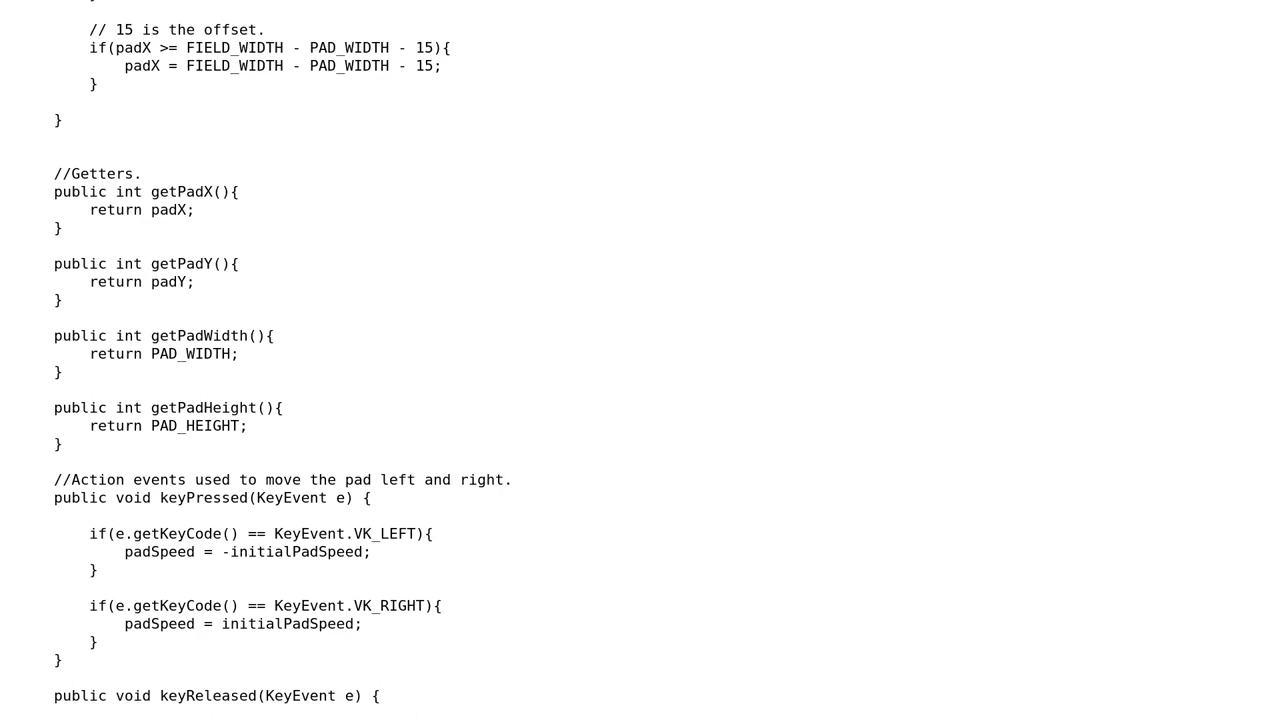 // 15 is the offset.
if(padX >= FIELD_WIDTH - PAD_WIDTH - 15){
padX = FIELD_WIDTH - PAD_WIDTH - 15;
}
}
//Getters.
public int getPadX(){
return padX;
}
public int getPadY(){
return padY;
}
public int getPadWidth(){
return PAD_WIDTH;
}
public int getPadHeight(){
return PAD_HEIGHT;
}
//Action events used to move the pad left and right.
public void keyPressed(KeyEvent e) {
if(e.getKeyCode() == KeyEvent.VK_LEFT){
padSpeed = -initialPadSpeed;
}
if(e.getKeyCode() == KeyEvent.VK_RIGHT){
padSpeed = initialPadSpeed;
}
}
public void keyReleased(KeyEvent e) {